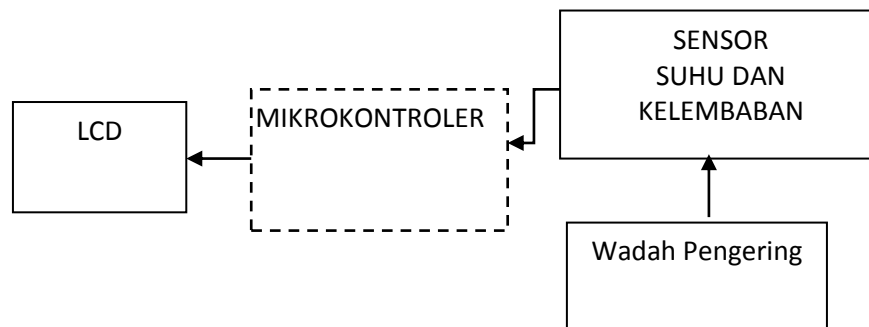 SENSOR
SUHU DAN
KELEMBABAN
MIKROKONTROLER
LCD
Wadah Pengering